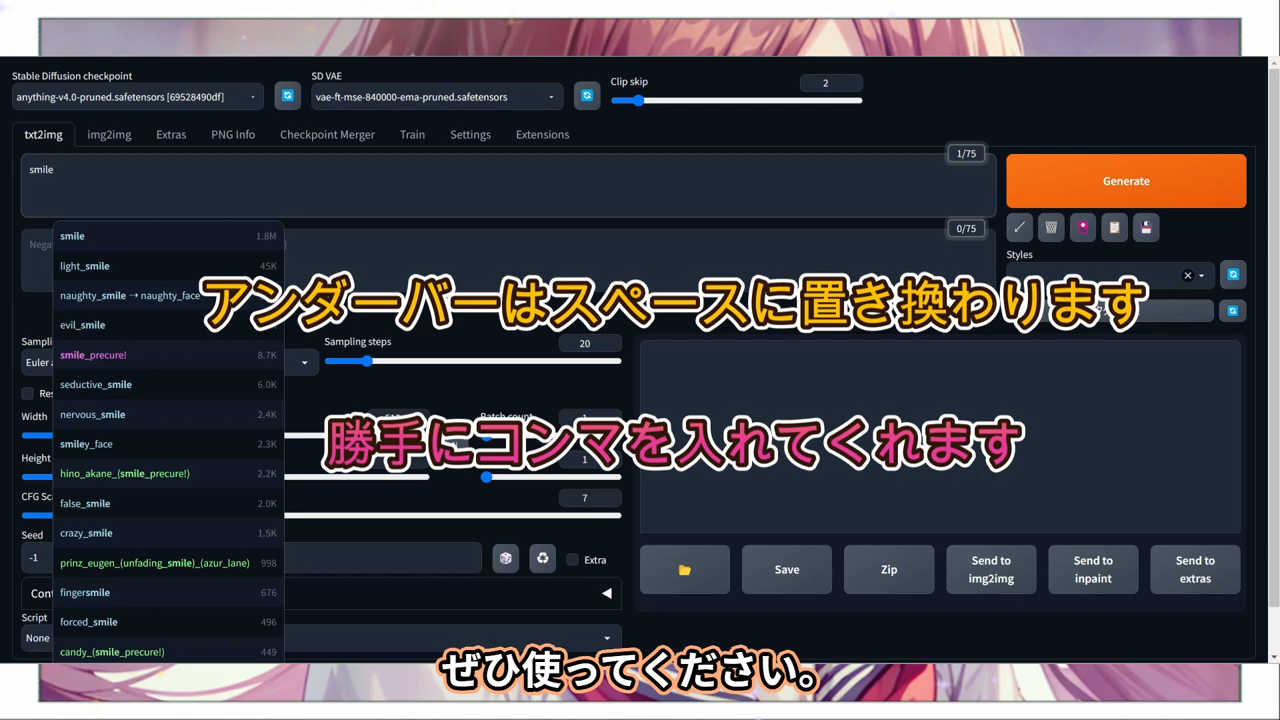 Stable Diffusion checkpoint
anything-v4.0-pruned.safetensors [69528490df]
SD VAE
vae-ft-mse-840000-ema-pruned.safetensors
Clip skip
2
txt2img
img2img
Extras
PNG Info
Checkpoint Merger
Train
Settings
Extensions
1/75
smile
Generate
0/75
smile 1.8M
light_smile 45K
naughty_smile → naughty_face
evil_smile
smile_precure! 8.7K
seductive_smile 6.0K
nervous_smile 2.4K
smiley_face 2.3K
hino_akane_(smile_precure!) 2.2K
false_smile 2.0K
crazy_smile 1.5K
prinz_eugen_(unfading_smile)_(azur_lane) 998
fingersmile 676
forced_smile 496
candy_(smile_precure!) 449
Styles
アンダーバーはスペースに置き換わります
Sampling steps
20
Width
Batch count
1
勝手にコンマを入れてくれます
Height
1
7
Seed
-1
Extra
Save
Zip
Send to img2img
Send to inpaint
Send to extras
Script
None
ぜひ使ってください。